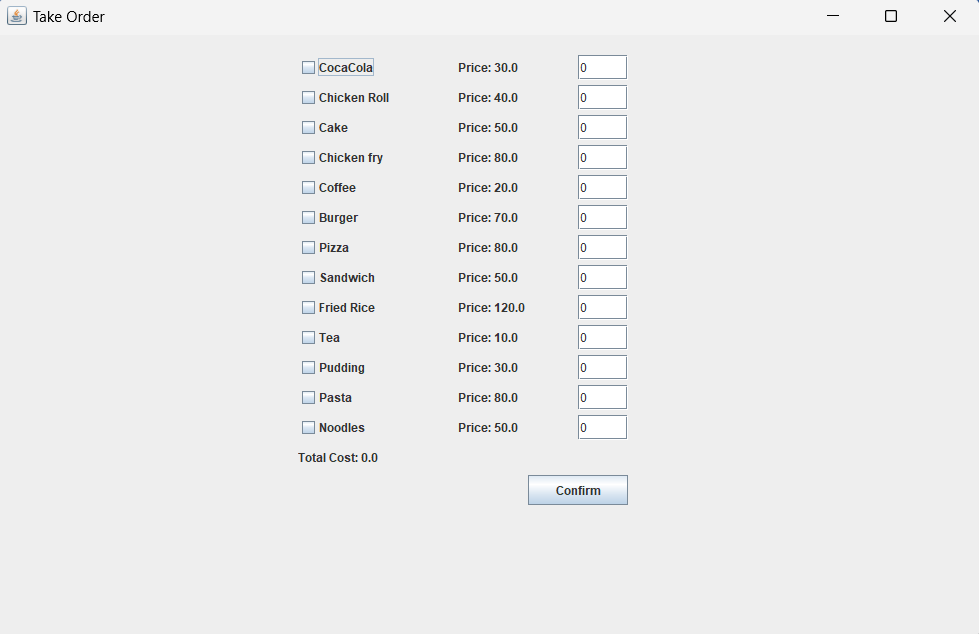 Take Order
CocaCola Price: 30.0 0
Chicken Roll Price: 40.0 0
Cake Price: 50.0 0
Chicken fry Price: 80.0 0
Coffee Price: 20.0 0
Burger Price: 70.0 0
Pizza Price: 80.0 0
Sandwich Price: 50.0 0
Fried Rice Price: 120.0 0
Tea Price: 10.0 0
Pudding Price: 30.0 0
Pasta Price: 80.0 0
Noodles Price: 50.0 0
Total Cost: 0.0
Confirm